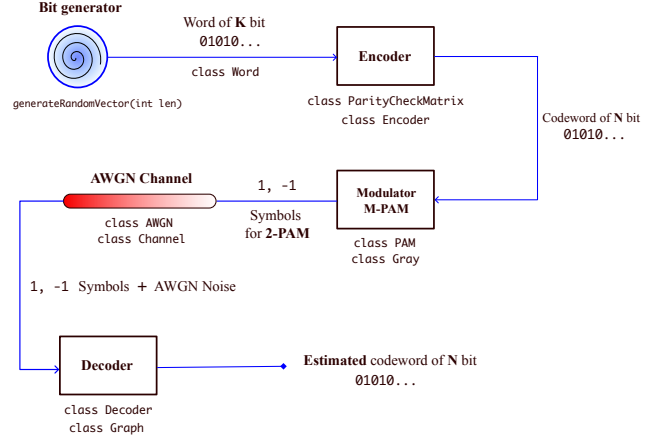 Bit generator
Word of K bit
01010...
class Word
generateRandomVector(int len)
Encoder
class ParityCheckMatrix
class Encoder
Codeword of N bit
01010...
AWGN Channel
class AWGN
class Channel
1, -1
Symbols
for 2-PAM
Modulator
M-PAM
class PAM
class Gray
1, -1 Symbols + AWGN Noise
Decoder
class Decoder
class Graph
Estimated codeword of N bit
01010...